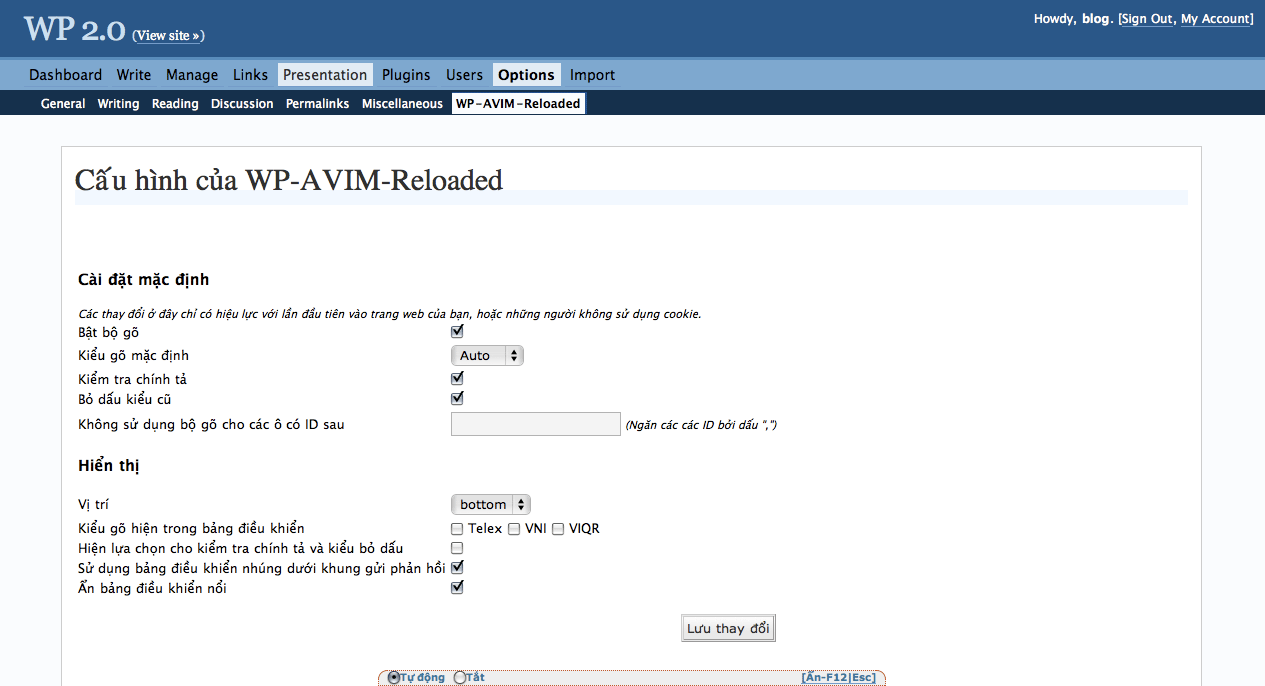 WP 2.0 (View site »)
Howdy, blog. [Sign Out, My Account]
Dashboard Write Manage Links Presentation Plugins Users Options Import
General Writing Reading Discussion Permalinks Miscellaneous WP-AVIM-Reloaded
Cấu hình của WP-AVIM-Reloaded
Cài đặt mặc định
Các thay đổi ở đây chỉ có hiệu lực với lần đầu tiên vào trang web của bạn, hoặc những người không sử dụng cookie.
Bật bộ gõ
Kiểu gõ mặc định Auto
Kiểm tra chính tả
Bỏ dấu kiểu cũ
Không sử dụng bộ gõ cho các ô có ID sau (Ngăn các các ID bởi dấu ",")
Hiển thị
Vị trí bottom
Kiểu gõ hiện trong bảng điều khiển Telex VNI VIQR
Hiện lựa chọn cho kiểm tra chính tả và kiểu bỏ dấu
Sử dụng bảng điều khiển nhúng dưới khung gửi phản hồi
Ẩn bảng điều khiển nổi
Lưu thay đổi
Tự động Tắt [Ẩn-F12|Esc]